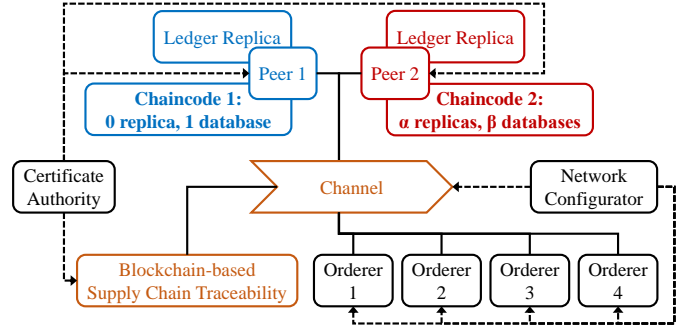 Ledger Replica
Ledger Replica
Peer 1
Peer 2
Chaincode 1:
0 replica, 1 database
Chaincode 2:
α replicas, β databases
Certificate
Authority
Channel
Network
Configurator
Blockchain-based
Supply Chain Traceability
Orderer
1
Orderer
2
Orderer
3
Orderer
4